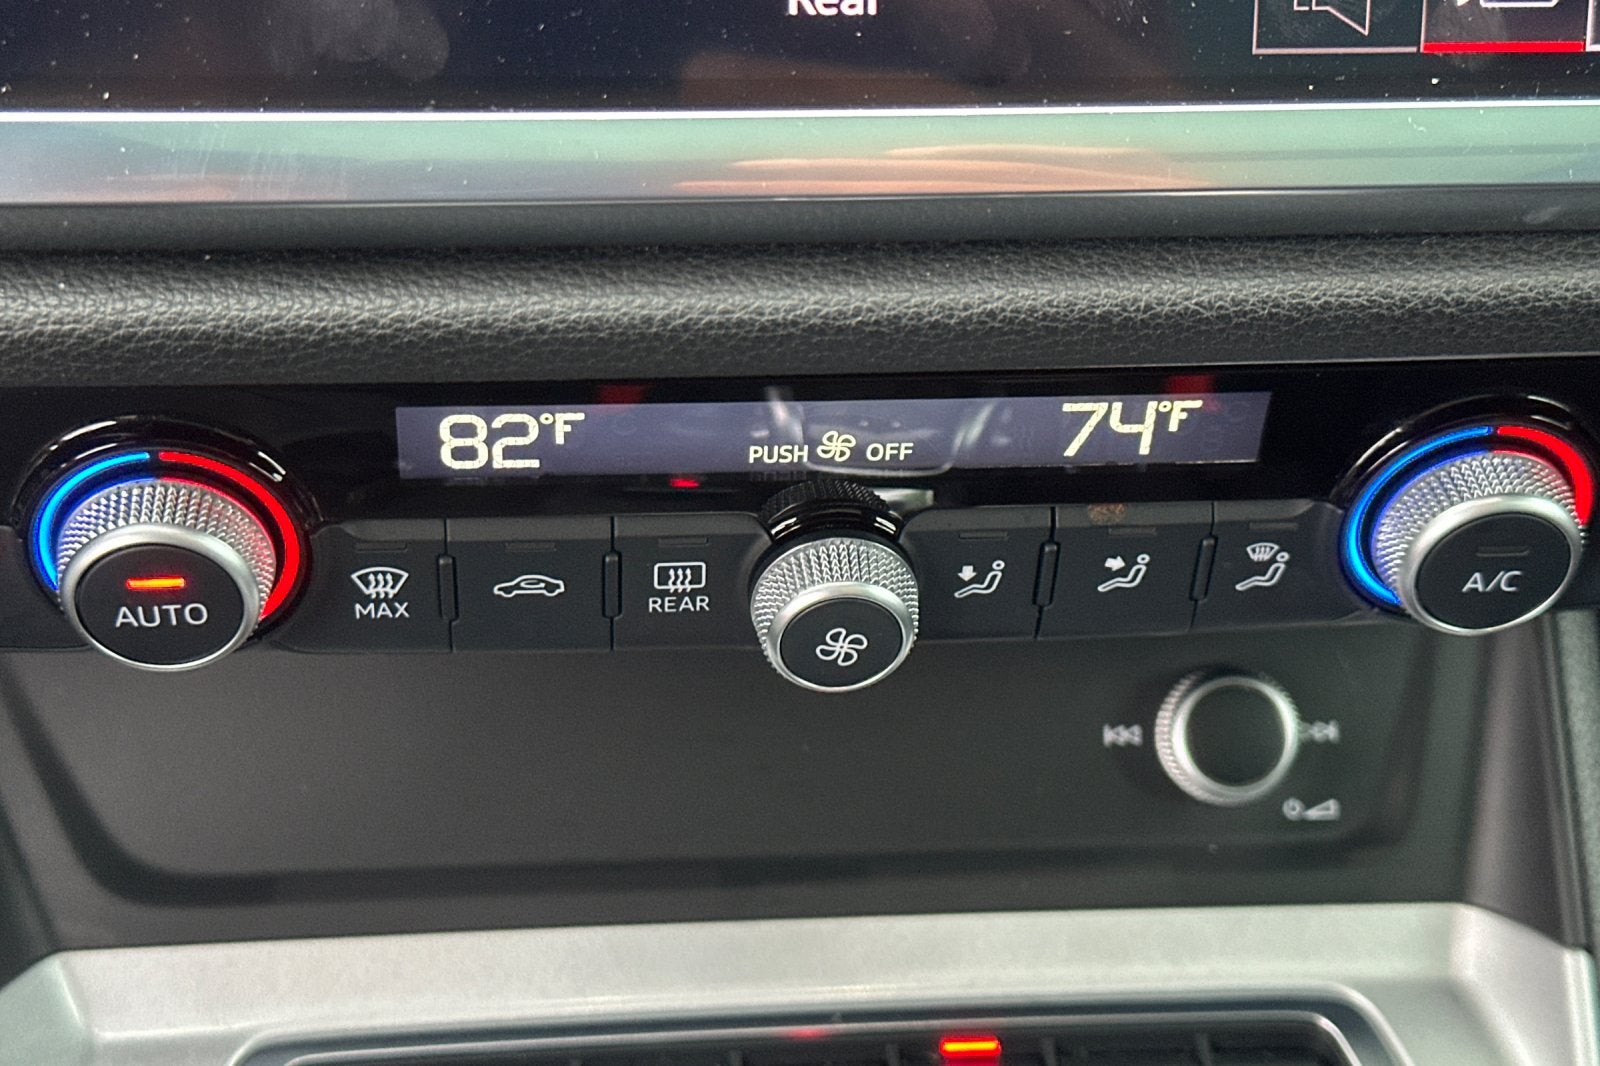 Rear
82°F
PUSH OFF
74°F
AUTO
MAX
REAR
A/C